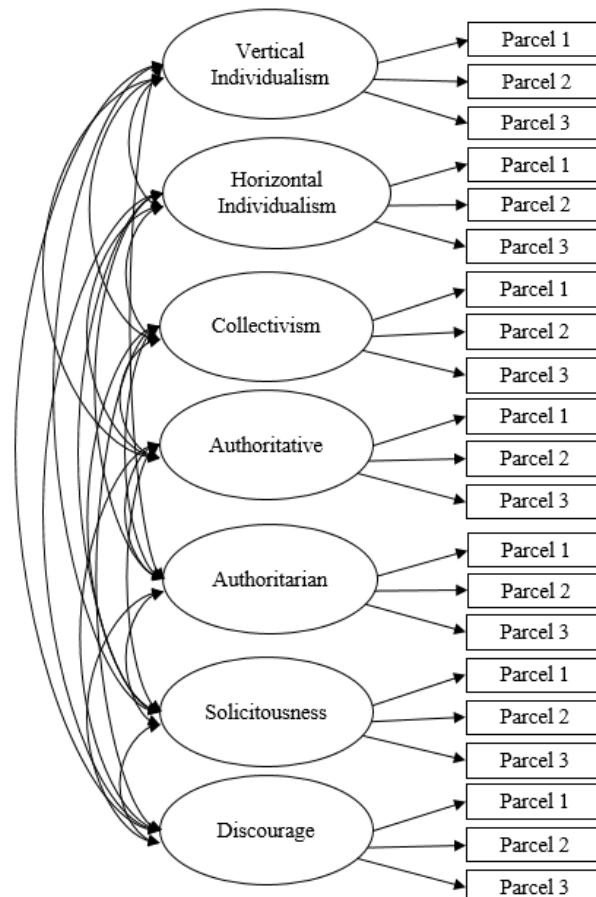 Vertical
Individualism
Parcel 1
Parcel 2
Parcel 3
Horizontal
Individualism
Parcel 1
Parcel 2
Parcel 3
Collectivism
Parcel 1
Parcel 2
Parcel 3
Authoritative
Parcel 1
Parcel 2
Parcel 3
Authoritarian
Parcel 1
Parcel 2
Parcel 3
Solicitousness
Parcel 1
Parcel 2
Parcel 3
Discourage
Parcel 1
Parcel 2
Parcel 3